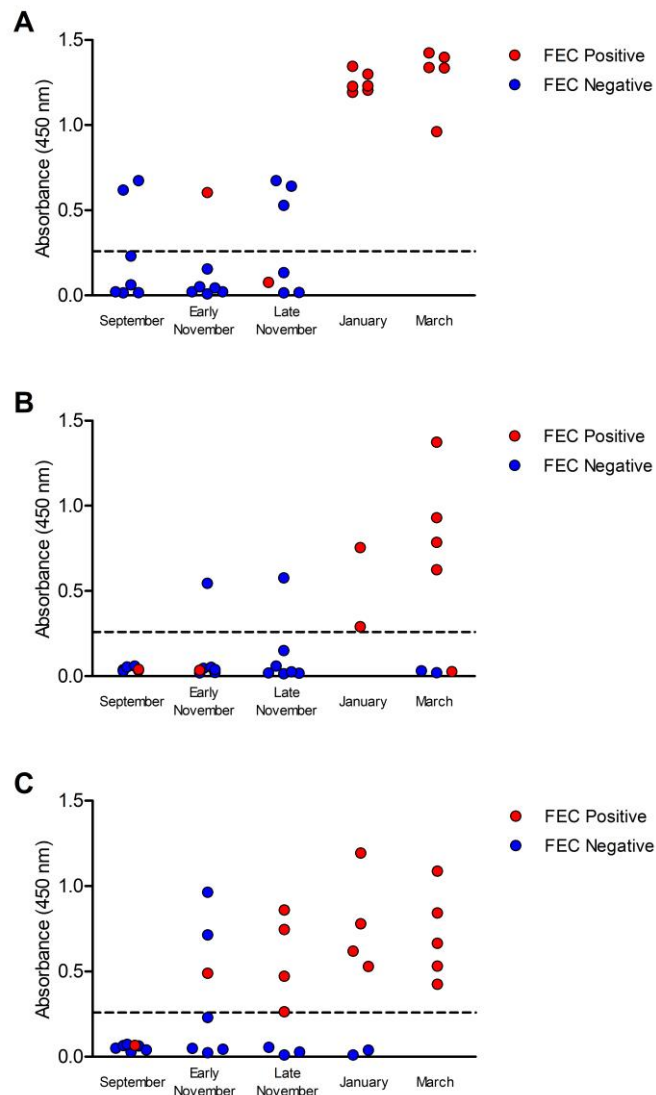 A
1.5
1.0
0.5
0.0
Absorbance (450 nm)
September
Early
November
Late
November
January
March
FEC Positive
FEC Negative
B
1.5
1.0
0.5
0.0
Absorbance (450 nm)
September
Early
November
Late
November
January
March
FEC Positive
FEC Negative
C
1.5
1.0
0.5
0.0
Absorbance (450 nm)
September
Early
November
Late
November
January
March
FEC Positive
FEC Negative